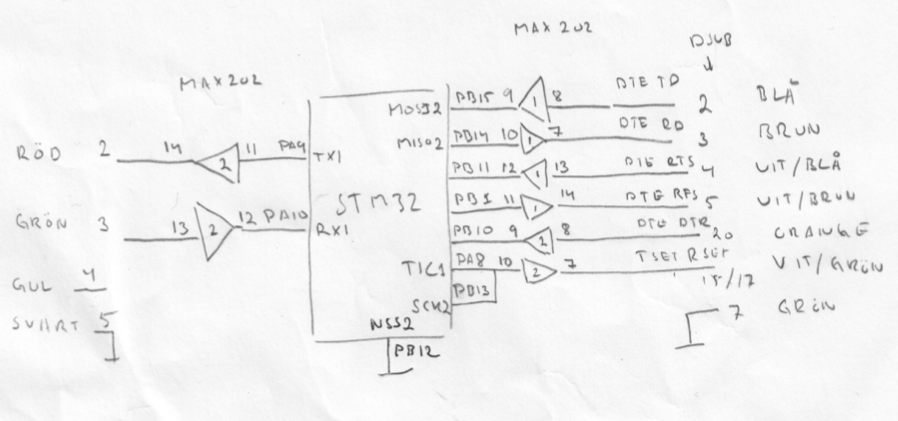 MAX202
DSUB
MAX202
MOSI2 PB15 9 1 8 DTE TD 2 BLÅ
MISO2 PB14 10 1 7 DTE RD 3 BRUN
RÖD 2 14 2 11 PA9 TX1
PB11 12 1 13 DTE RTS 4 VIT/BLÅ
STM32 PB1 11 1 14 DTE RFS 5 VIT/BRUN
GRÖN 3 13 2 12 PA10 RX1
PB10 9 2 8 DTE DTR 20 ORANGE
TIC1 PA8 10 2 7 TSET RSET 15/17 VIT/GRÖN
GUL 4
SCK2 PB13
SVART 5
7 GRÖN
NSS2
PB12